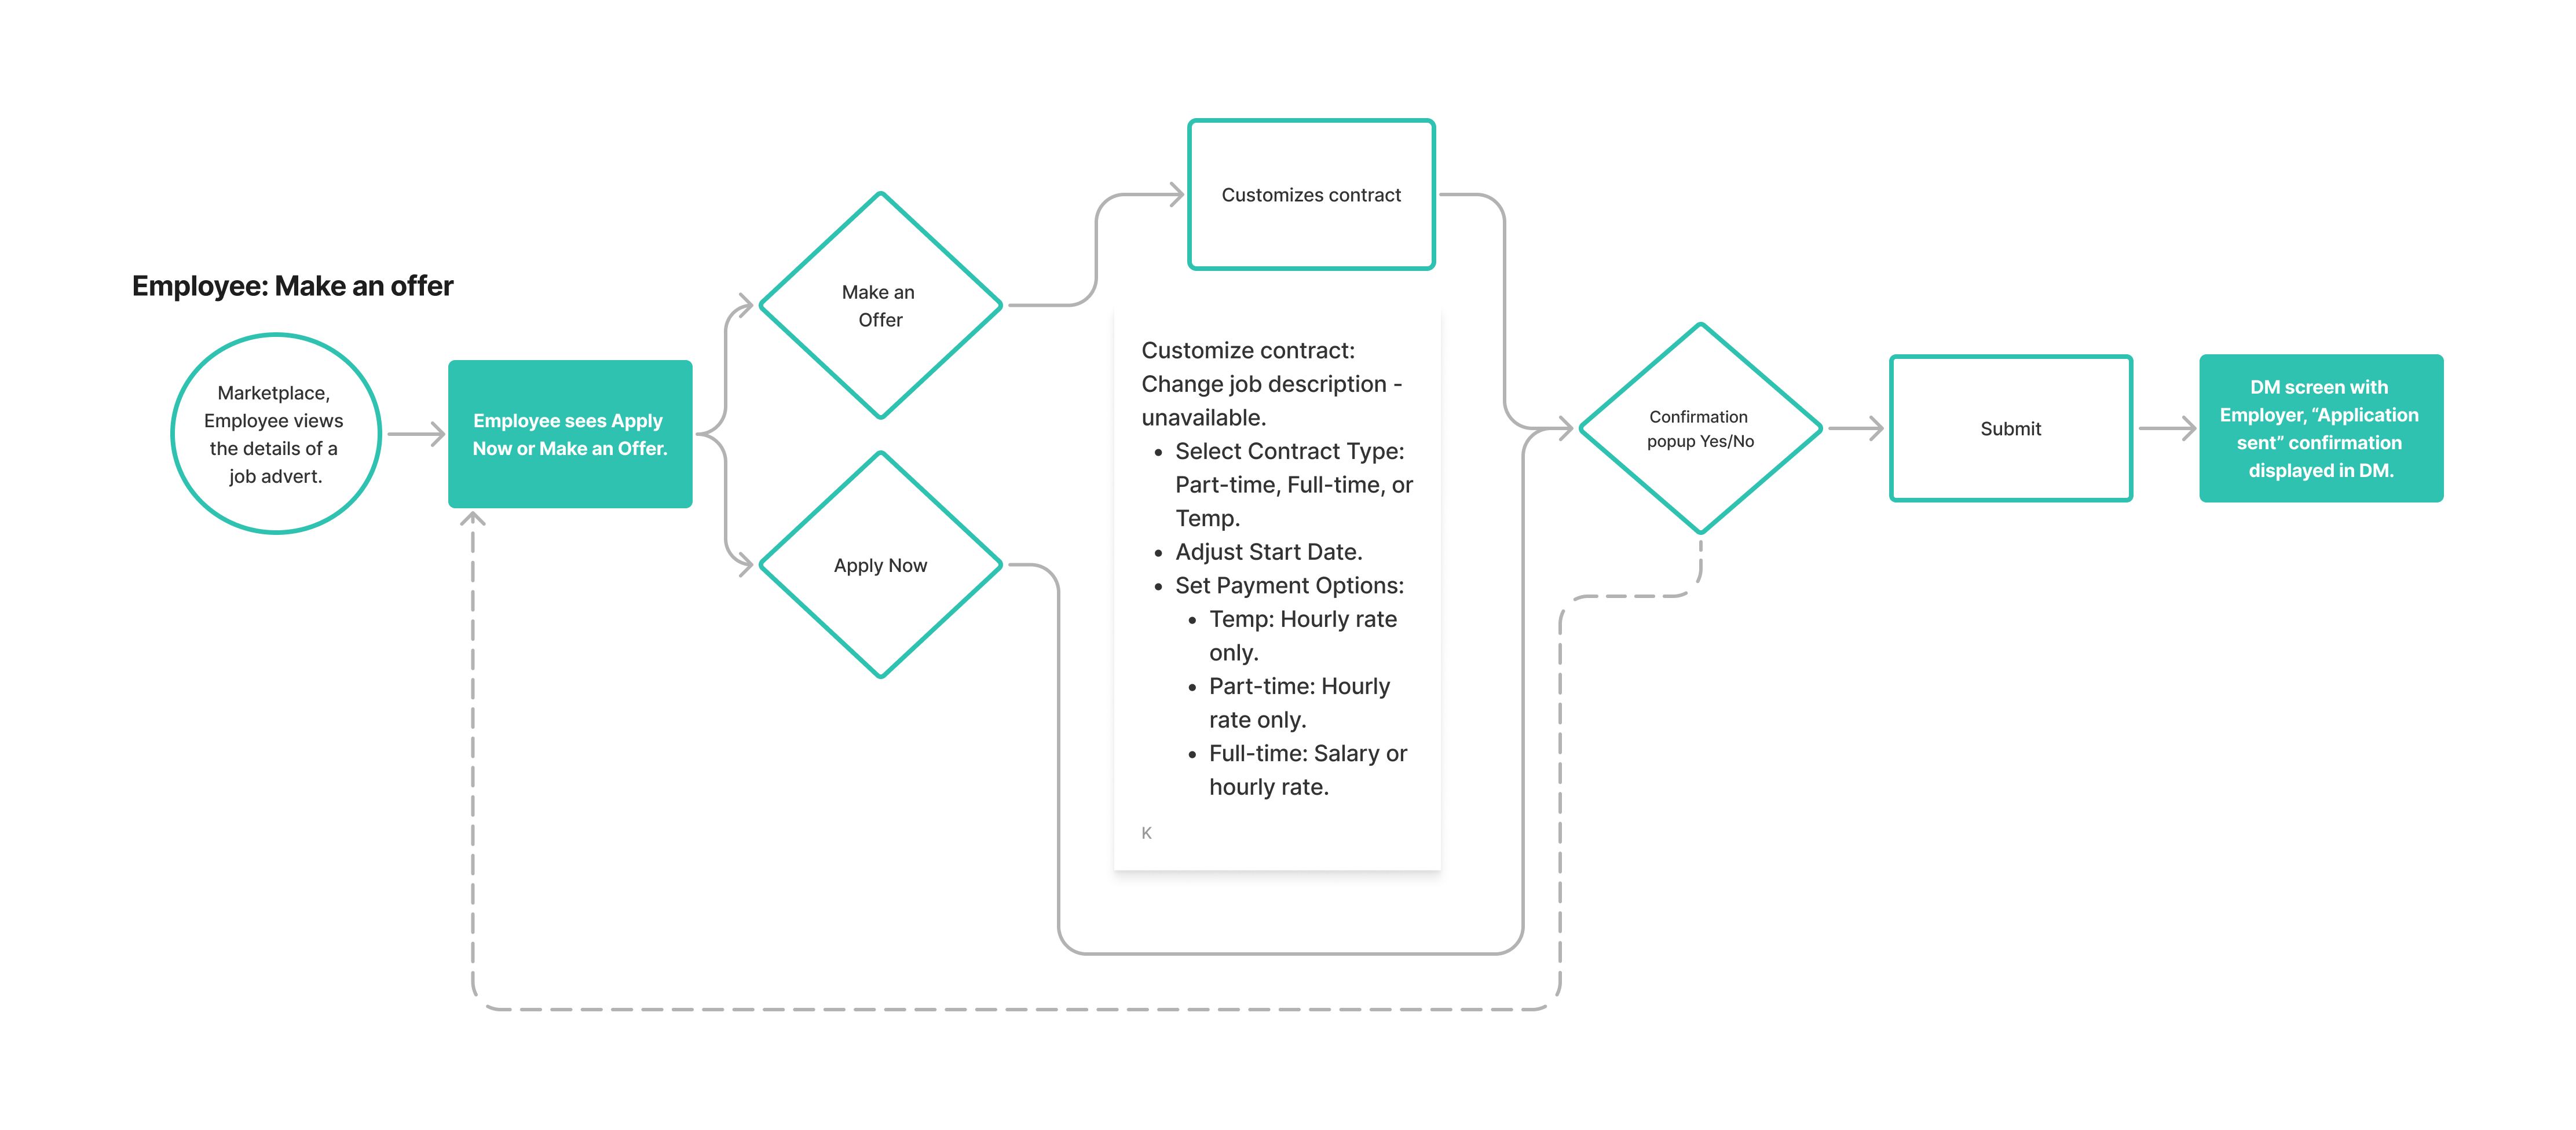 Employee: Make an offer
Marketplace,
Employee views
the details of a
job advert.
Employee sees Apply
Now or Make an Offer.
Make an
Offer
Apply Now
Customizes contract
Customize contract:
Change job description -
unavailable.
• Select Contract Type:
Part-time, Full-time, or
Temp.
• Adjust Start Date.
• Set Payment Options:
• Temp: Hourly rate
only.
• Part-time: Hourly
rate only.
• Full-time: Salary or
hourly rate.
K
Confirmation
popup Yes/No
Submit
DM screen with
Employer, “Application
sent” confirmation
displayed in DM.